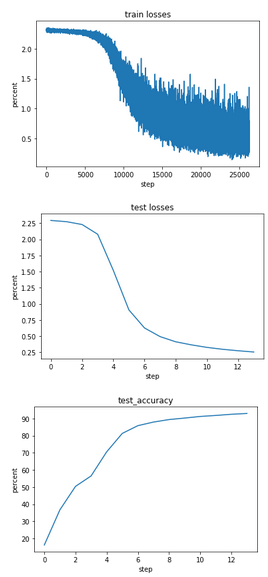 train losses
2.0
1.5
1.0
0.5
percent
0 5000 10000 15000 20000 25000
step
test losses
2.25
2.00
1.75
1.50
1.25
1.00
0.75
0.50
0.25
percent
0 2 4 6 8 10 12
step
test_accuracy
90
80
70
60
50
40
30
20
percent
0 2 4 6 8 10 12
step